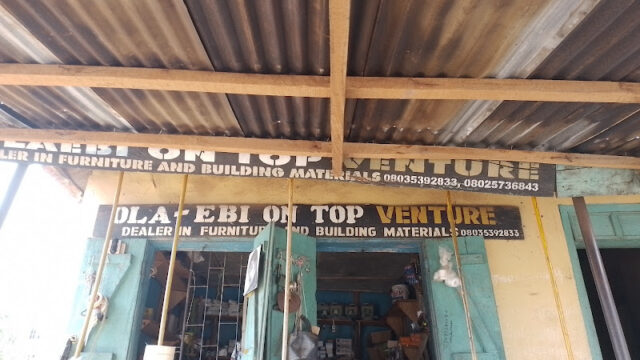 LAEBI ON TOP VENTURE
LER IN FURNITURE AND BUILDING MATERIALS 08035392833, 08025736843
OLA-EBI ON TOP VENTURE
DEALER IN FURNITURE AND BUILDING MATERIALS 08035392833